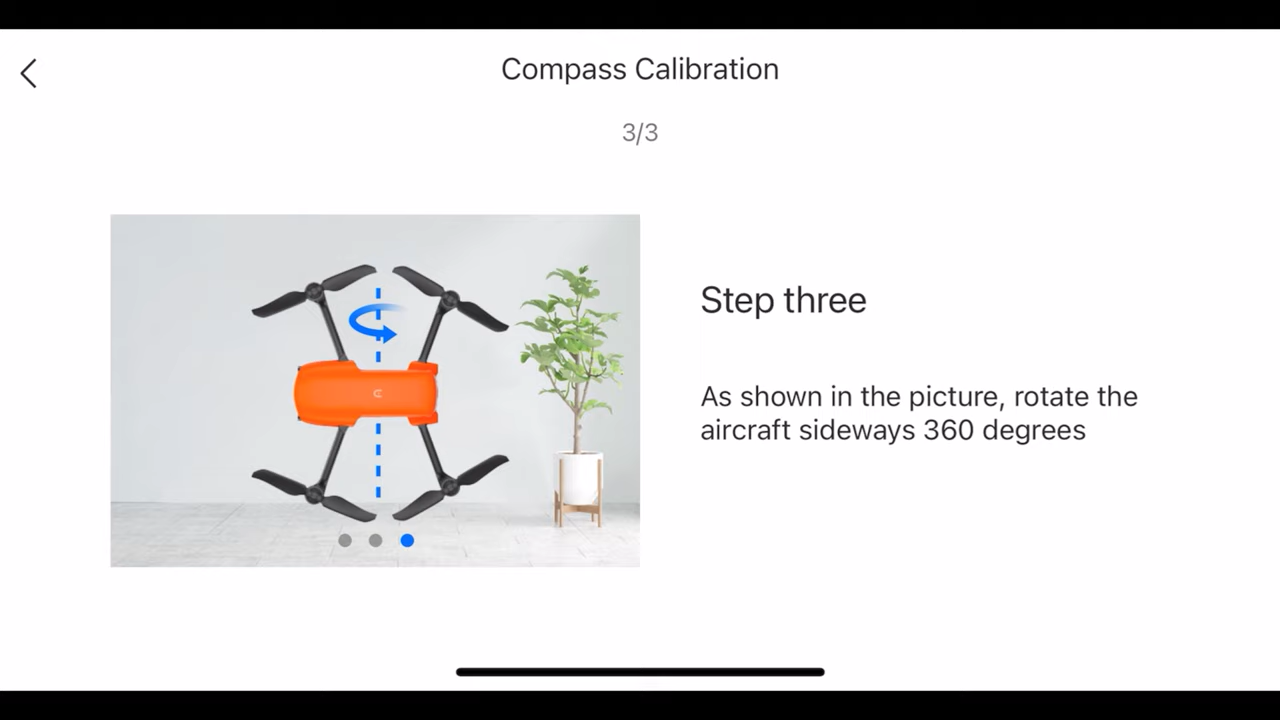 Compass Calibration
3/3
Step three
As shown in the picture, rotate the
aircraft sideways 360 degrees